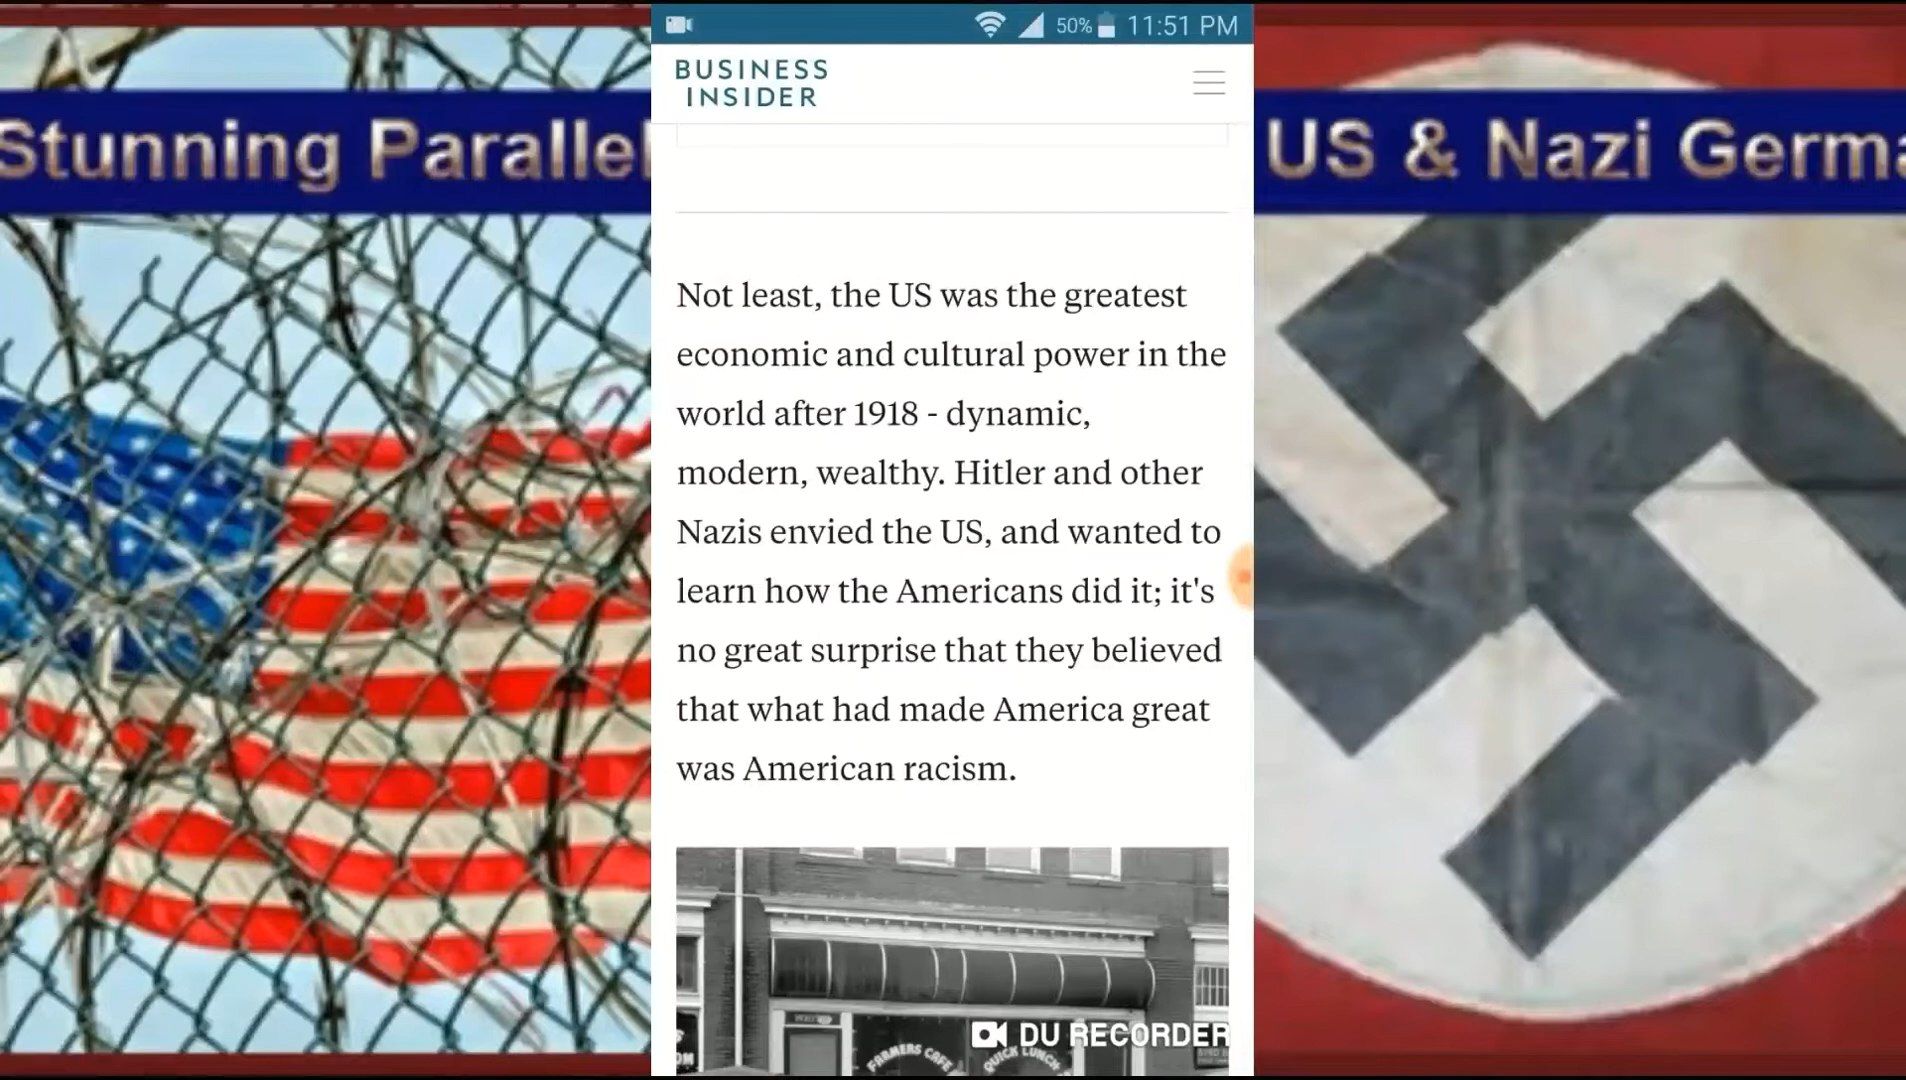 50% 11:51 PM
BUSINESS
INSIDER
Stunning Parallel
US & Nazi Germa
Not least, the US was the greatest
economic and cultural power in the
world after 1918 - dynamic,
modern, wealthy. Hitler and other
Nazis envied the US, and wanted to
learn how the Americans did it; it's
no great surprise that they believed
that what had made America great
was American racism.
DU RECORDER
FARMERS CAFE
QUICK LUNCH